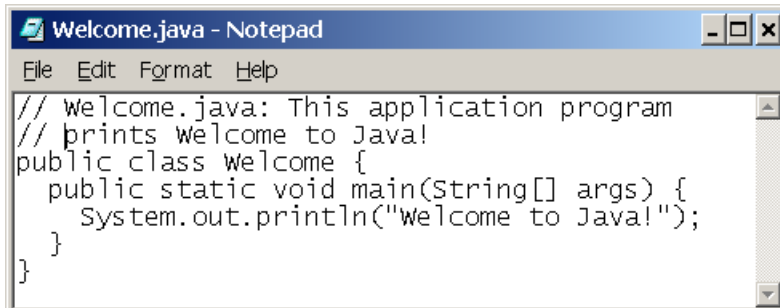 Welcome.java - Notepad
File Edit Format Help
// Welcome.java: This application program
// prints Welcome to Java!
public class Welcome {
  public static void main(String[] args) {
    System.out.println("Welcome to Java!");
  }
}